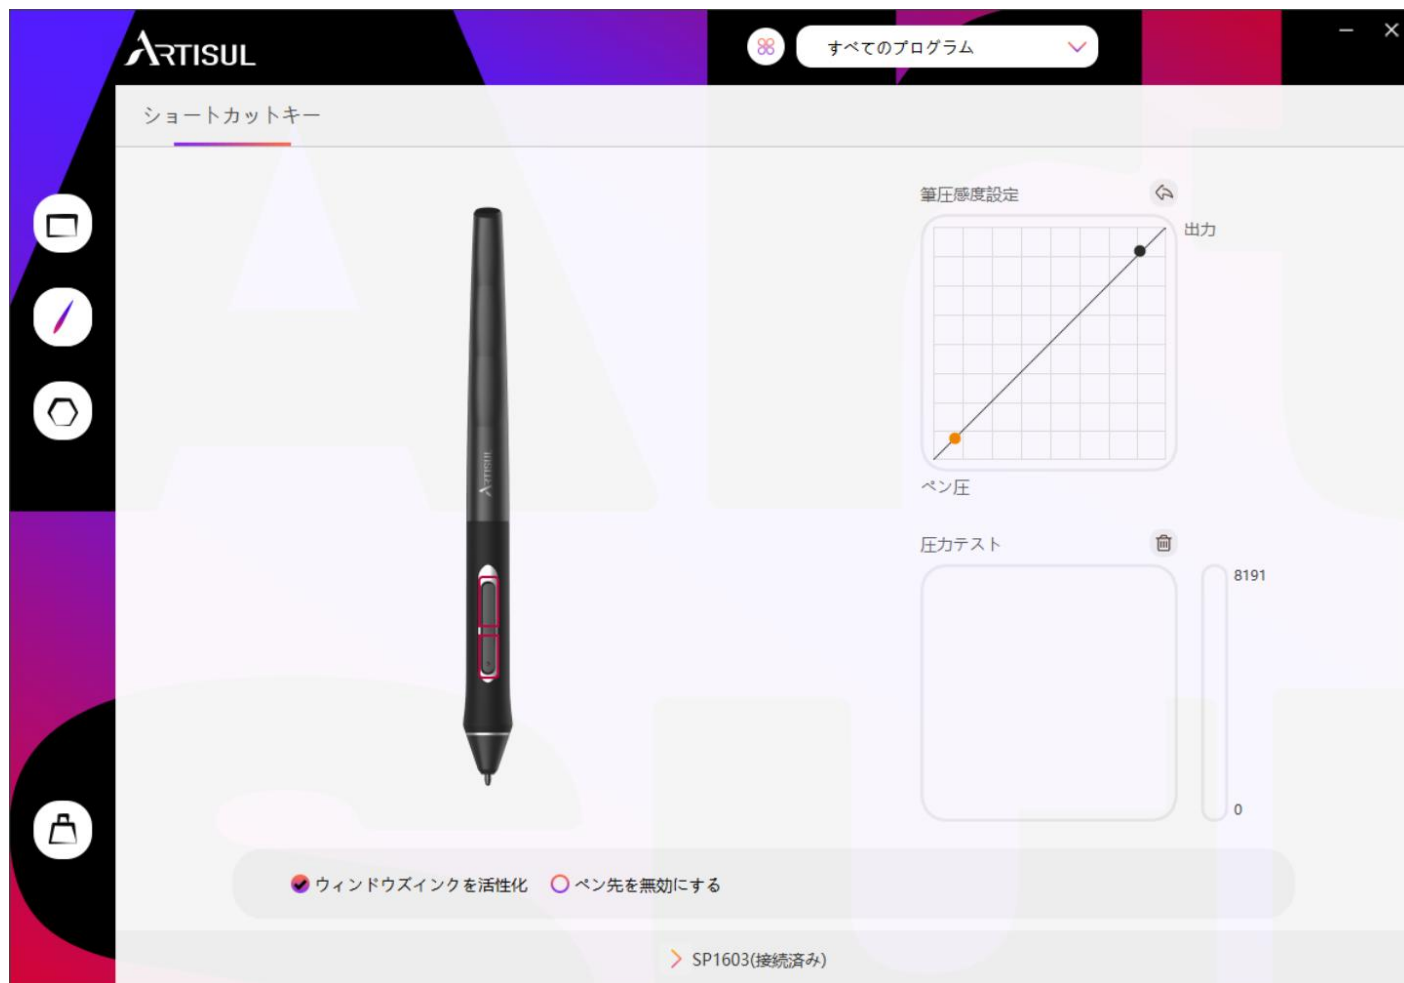 ARTISUL
すべてのプログラム
ショートカットキー
筆圧感度設定
出力
ARTISUL
ペン圧
圧力テスト
8191
0
ウィンドウズインクを活性化
ペン先を無効にする
SP1603(接続済み)